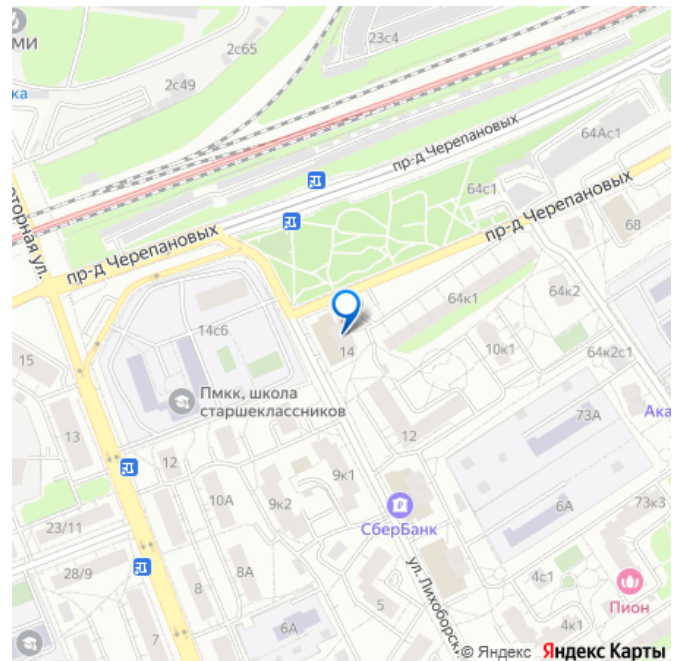 ми
2с65
23с4
2с49
ка
64Ас1
пр-д Черепановых
64с1
пр-д Черепановых
68
оторная ул.
пр-д Черепановых
64к1
64к2
14с6
14
10к1
64к2с1
15
Пмкк, школа
старшеклассников
73А
Ака
13
12
12
9к1
10А
9к2
6А
73к3
23/11
СберБанк
28/9
8А
8
4с1
ул. Лихоборск
5
Пион
6А
4к1
7
© Яндекс Яндекс Карты